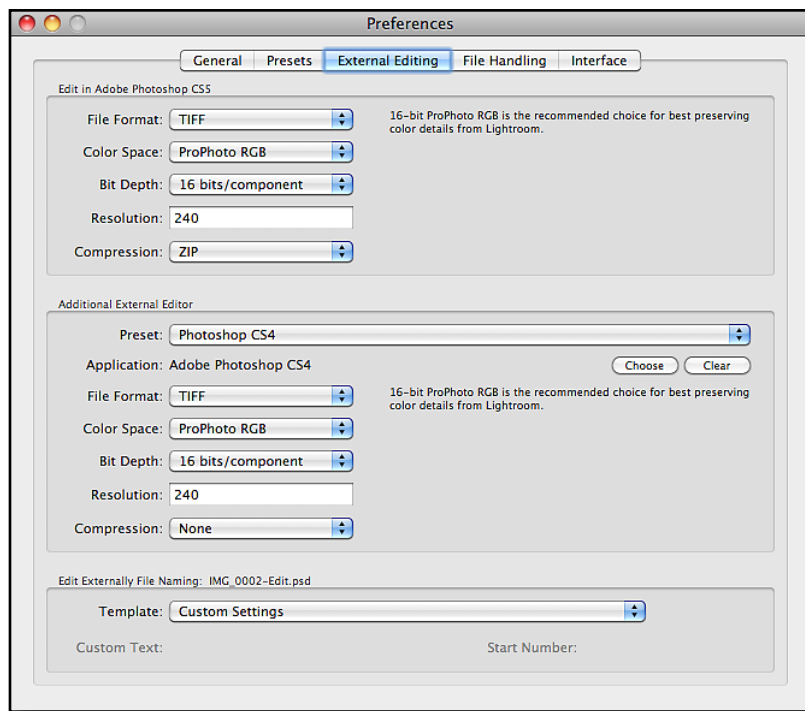 Preferences
General Presets External Editing File Handling Interface
Edit in Adobe Photoshop CS5
File Format: TIFF
16-bit ProPhoto RGB is the recommended choice for best preserving
color details from Lightroom.
Color Space: ProPhoto RGB
Bit Depth: 16 bits/component
Resolution: 240
Compression: ZIP
Additional External Editor
Preset: Photoshop CS4
Application: Adobe Photoshop CS4 Choose Clear
File Format: TIFF
16-bit ProPhoto RGB is the recommended choice for best preserving
color details from Lightroom.
Color Space: ProPhoto RGB
Bit Depth: 16 bits/component
Resolution: 240
Compression: None
Edit Externally File Naming: IMG_0002-Edit.psd
Template: Custom Settings
Custom Text: Start Number: